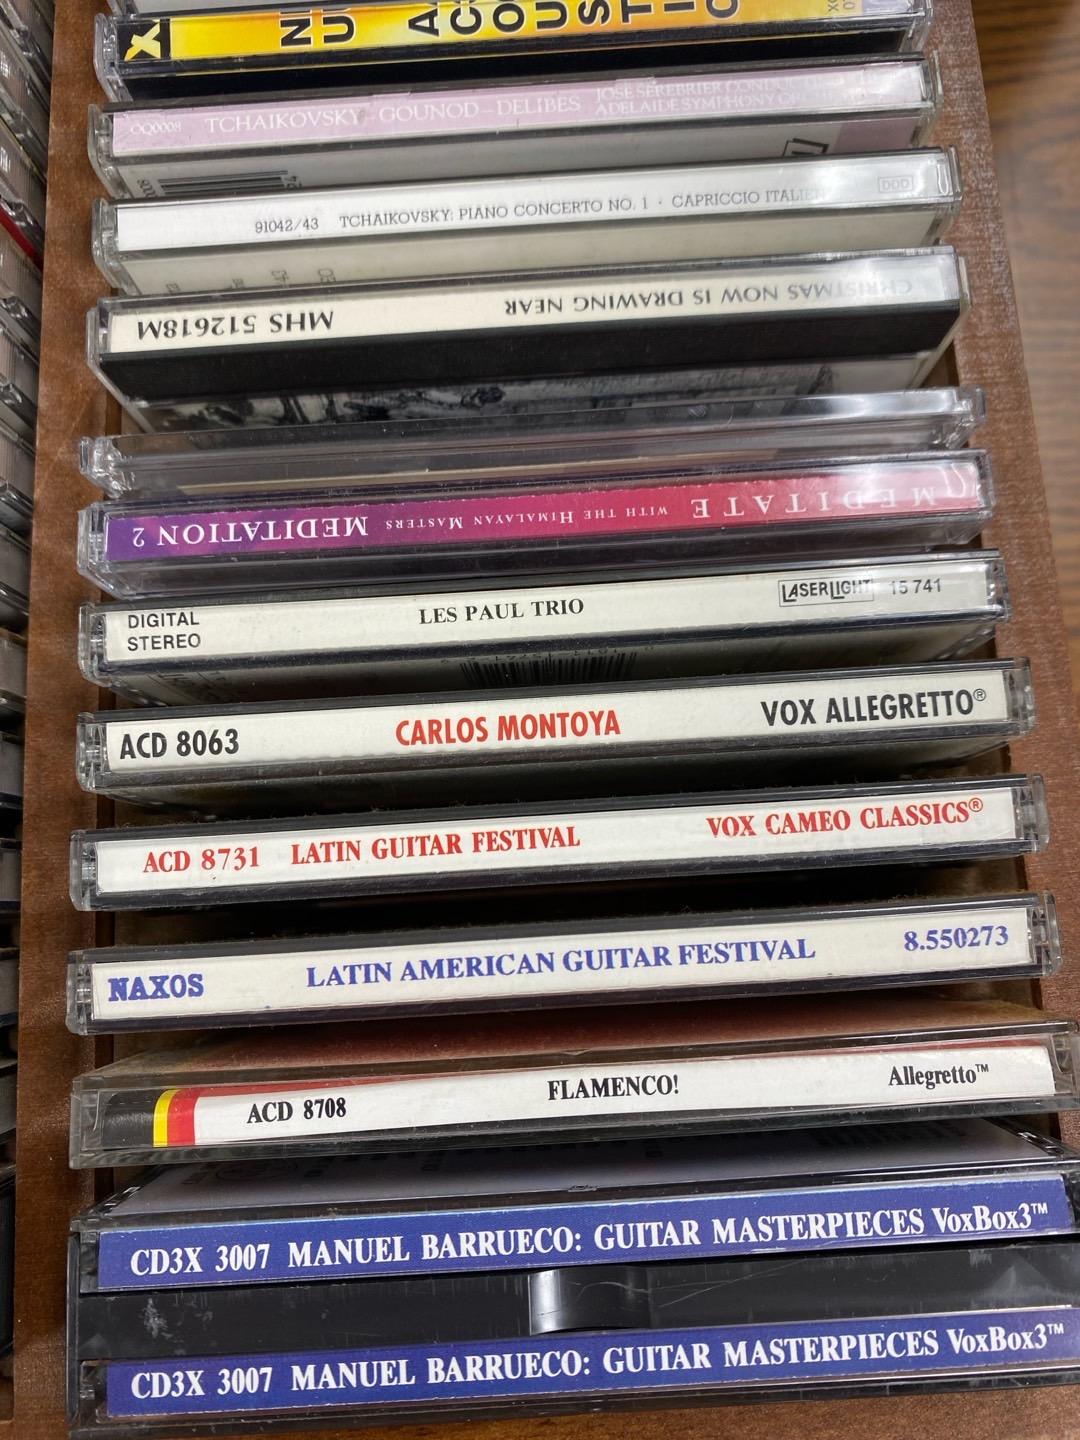 NU ACOUSTIC
OQ0008 TCHAIKOVSKY–GOUNOD–DELIBES JOSE SEREBRIER CONDUCTING
ADELAIDE SYMPHONY
91042/43 TCHAIKOVSKY: PIANO CONCERTO NO. 1 · CAPRICCIO ITALIEN DDD
CHRISTMAS NOW IS DRAWING NEAR MHS 512618M
MEDITATE WITH THE HIMALAYAN MASTERS MEDITATION 2
DIGITAL
STEREO
LES PAUL TRIO
LASERLIGHT 15 741
ACD 8063 CARLOS MONTOYA VOX ALLEGRETTO®
ACD 8731 LATIN GUITAR FESTIVAL VOX CAMEO CLASSICS®
NAXOS LATIN AMERICAN GUITAR FESTIVAL 8.550273
ACD 8708 FLAMENCO! Allegretto™
CD3X 3007 MANUEL BARRUECO: GUITAR MASTERPIECES VoxBox3™
CD3X 3007 MANUEL BARRUECO: GUITAR MASTERPIECES VoxBox3™